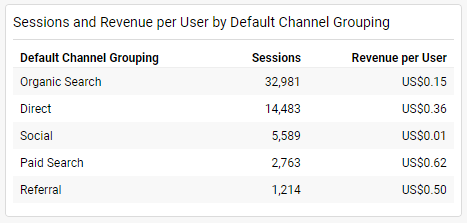 Sessions and Revenue per User by Default Channel Grouping
Default Channel Grouping Sessions Revenue per User
Organic Search 32,981 US$0.15
Direct 14,483 US$0.36
Social 5,589 US$0.01
Paid Search 2,763 US$0.62
Referral 1,214 US$0.50